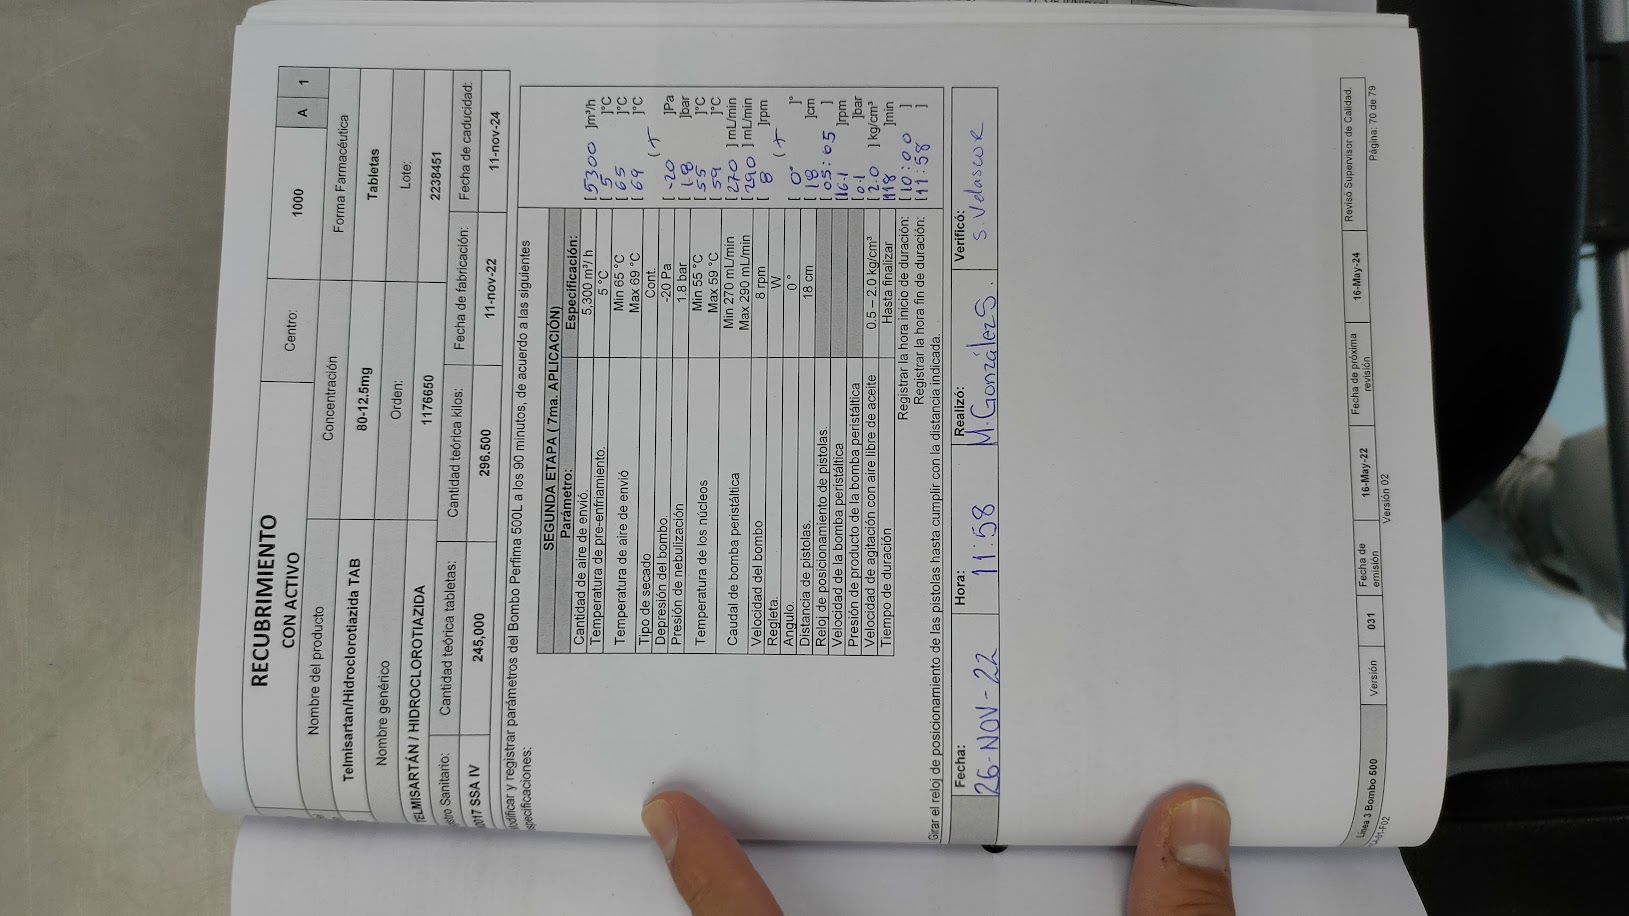 RECUBRIMIENTO
CON ACTIVO
Centro:
1000
A
1
Nombre del producto
Concentración
Forma Farmacéutica
Telmisartan/Hidroclorotiazida TAB
80-12.5mg
Tabletas
Nombre genérico
Orden:
Lote:
TELMISARTÁN / HIDROCLOROTIAZIDA
1176650
2238451
Sanitario:
Cantidad teórica tabletas:
Cantidad teórica kilos:
Fecha de fabricación:
Fecha de caducidad:
017 SSA IV
245,000
296.500
11-nov-22
11-nov-24
odificar y registrar parámetros del Bombo Perfima 500L a los 90 minutos, de acuerdo a las siguientes
specificaciones:
SEGUNDA ETAPA ( 7ma. APLICACIÓN)
Parámetro: Especificación:
Cantidad de aire de envió. 5,300 m³/ h [ 5300 ]m³/h
Temperatura de pre-enfriamiento. 5 °C [ 5 ]°C
Temperatura de aire de envió Min 65 °C [ 65 ]°C
Max 69 °C [ 69 ]°C
Tipo de secado Cont.
Depresión del bombo. -20 Pa [ -20 ]Pa
Presión de nebulización 1.8 bar [ 1.8 ]bar
Temperatura de los núcleos Min 55 °C [ 55 ]°C
Max 59 °C [ 59 ]°C
Caudal de bomba peristáltica Min 270 mL/min [ 270 ] mL/min
Max 290 mL/min [ 290 ] mL/min
Velocidad del bombo 8 rpm [ 8 ]rpm
Regleta. W
Angulo. 0 ° [ 0° ]°
Distancia de pistolas. 18 cm [ 18 ]cm
Reloj de posicionamiento de pistolas. [ 05:05 ]
Velocidad de la bomba peristáltica [16.1 ]rpm
Presión de producto de la bomba peristáltica [ 0.1 ]bar
Velocidad de agitación con aire libre de aceite 0.5 – 2.0 kg/cm³ [ 2.0 ] kg/cm³
Tiempo de duración Hasta finalizar [ 118 ]min
Registrar la hora inicio de duración: [ 10:00 ]
Registrar la hora fin de duración: [ 11:58 ]
Girar el reloj de posicionamiento de las pistolas hasta cumplir con la distancia indicada.
Fecha: Hora: Realizó: Verificó:
26-NOV-22 11:58 M. González S. S. Velasco R
Línea 3 Bombo 500
Versión
031
Fecha de emisión
16-May-22
Fecha de próxima revisión
16-May-24
Revisó Supervisor de Calidad.
-F02
Versión 02
Página: 70 de 79